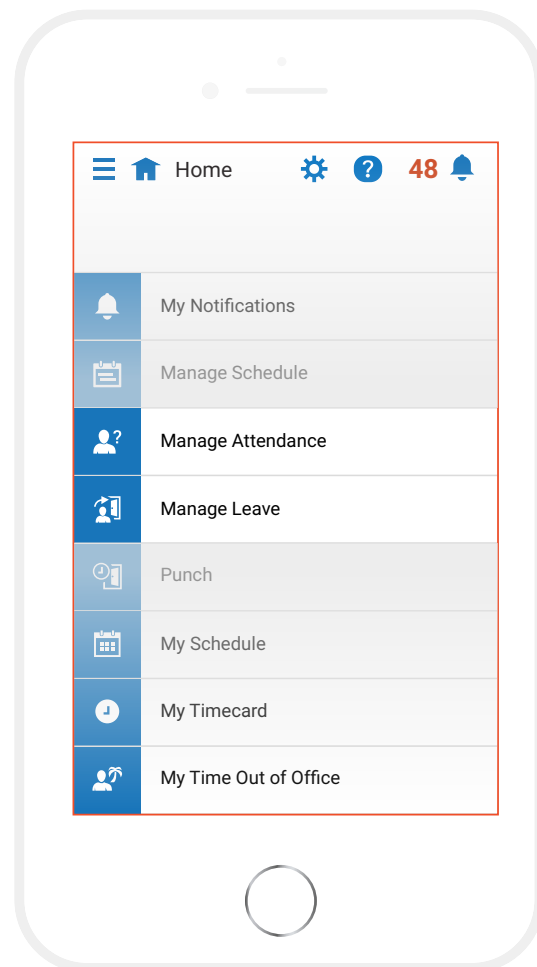 Home
48
My Notifications
Manage Schedule
Manage Attendance
Manage Leave
Punch
My Schedule
My Timecard
My Time Out of Office